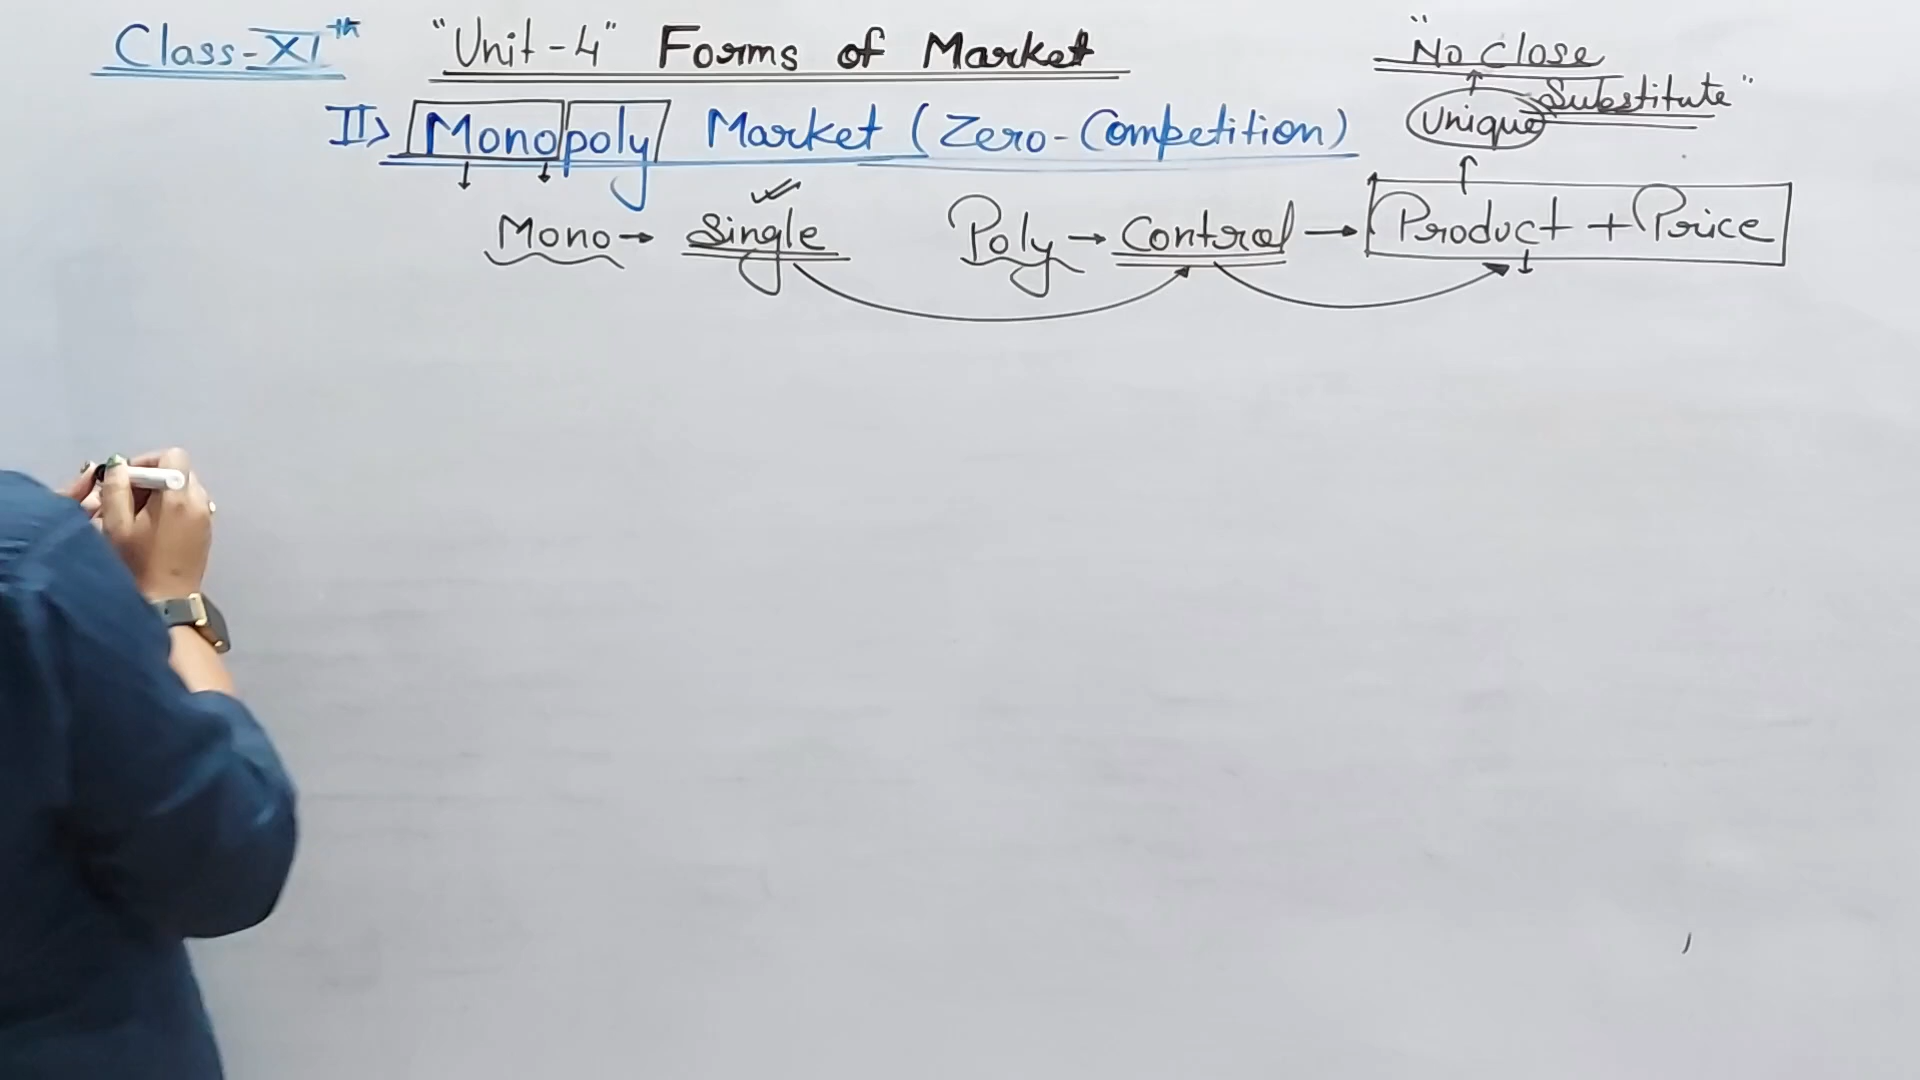 Class-XIth "Unit-4" Forms of Market
"No Close Substitute"
Unique
II> Monopoly Market (Zero-Competition)
Mono → Single Poly → Control → Product + Price